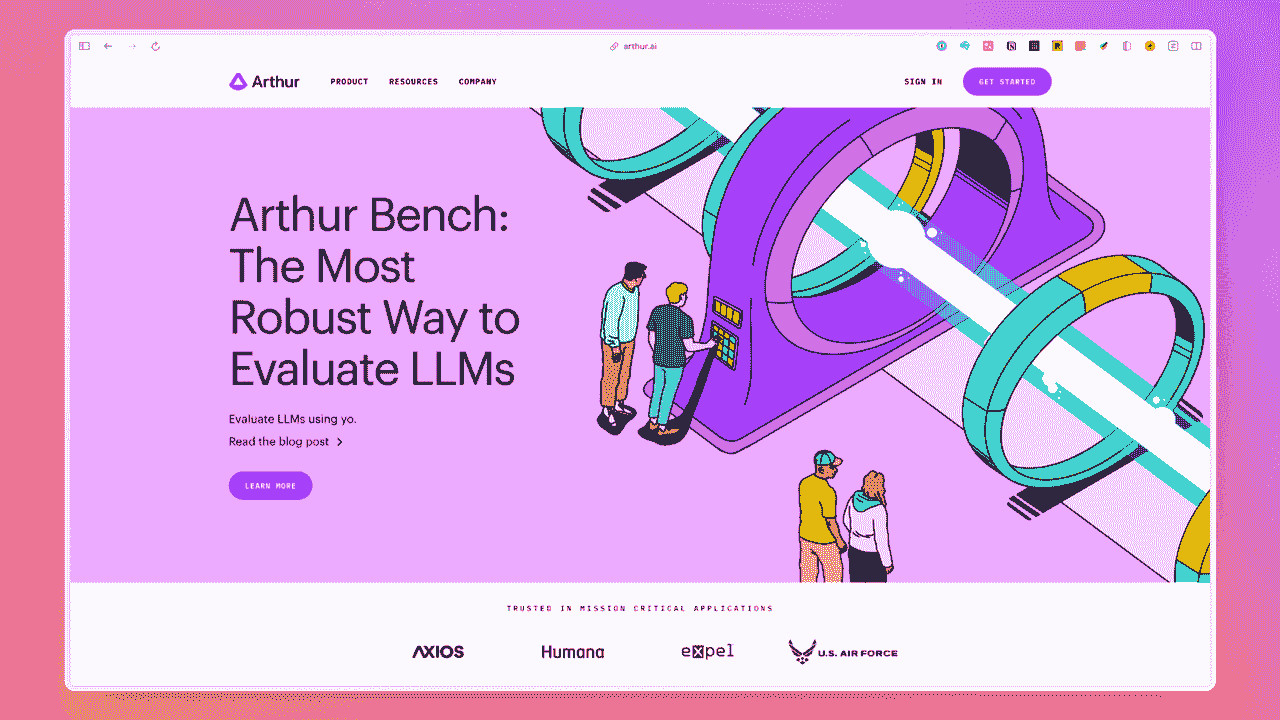 arthur.ai
Arthur PRODUCT RESOURCES COMPANY SIGN IN GET STARTED
Arthur Bench:
The Most
Robust Way to
Evaluate LLMs
Evaluate LLMs using yo.
Read the blog post
LEARN MORE
TRUSTED IN MISSION CRITICAL APPLICATIONS
AXIOS Humana expel U.S. AIR FORCE